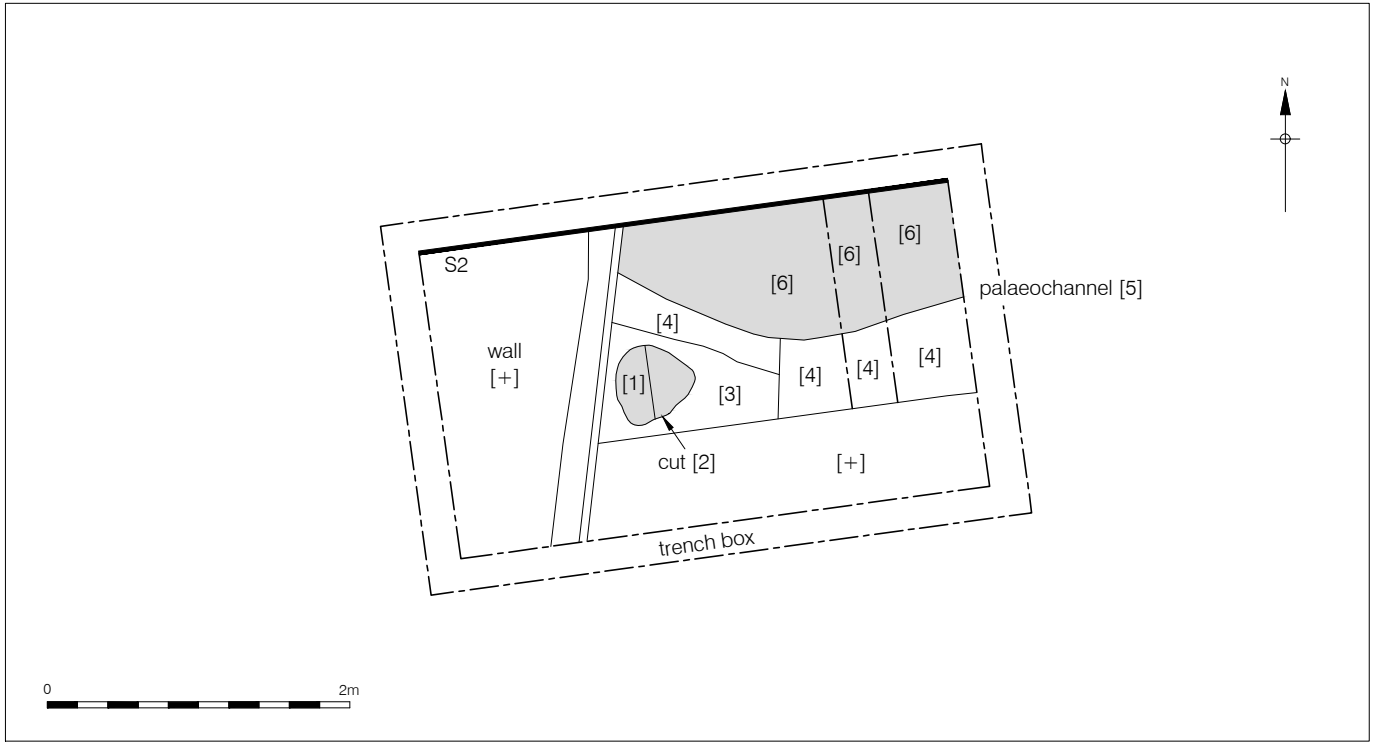 N
S2
[6]
[6]
[6]
palaeochannel [5]
[4]
wall
[+]
[1]
[3]
[4]
[4]
[4]
cut [2]
[+]
trench box
0
2m